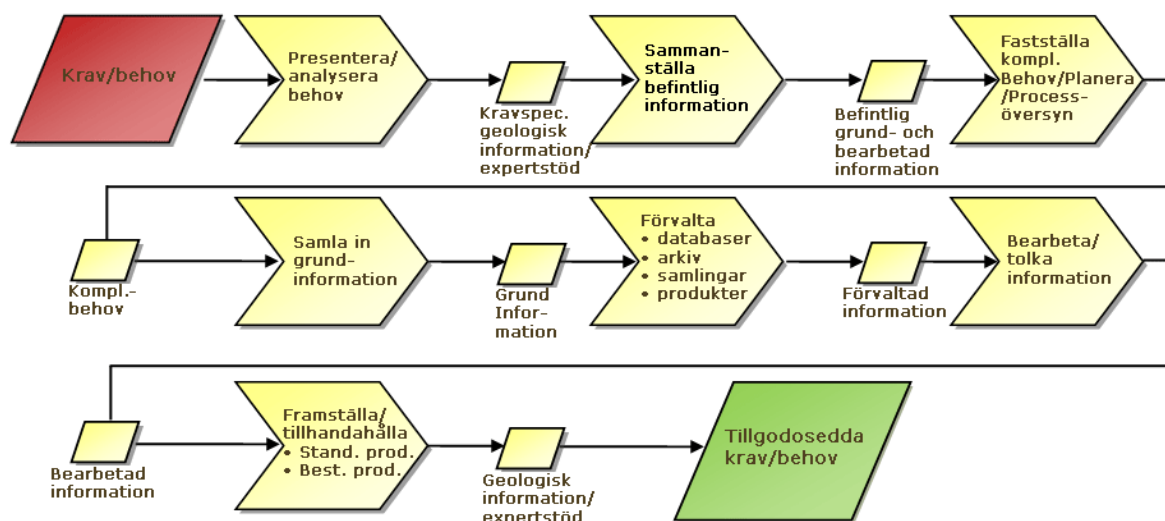 Krav/behov
Presentera/
analysera
behov
Kravspec.
geologisk
information/
expertstöd
Samman-
ställa
befintlig
information
Befintlig
grund- och
bearbetad
information
Fastställa
kompl.
Behov/Planera
/Process-
översyn
Kompl.-
behov
Samla in
grund-
information
Grund
Infor-
mation
Förvalta
• databaser
• arkiv
• samlingar
• produkter
Förvaltad
information
Bearbeta/
tolka
information
Bearbetad
information
Framställa/
tillhandahålla
• Stand. prod.
• Best. prod.
Geologisk
information/
expertstöd
Tillgodosedda
krav/behov